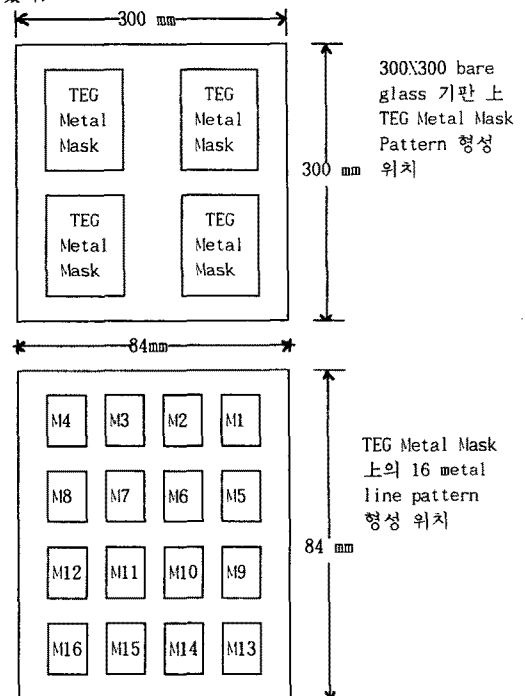 300 mm
TEG
Metal
Mask
TEG
Metal
Mask
TEG
Metal
Mask
TEG
Metal
Mask
300 mm
300X300 bare
glass 기판 上
TEG Metal Mask
Pattern 형성
위치
84mm
M4 M3 M2 M1
M8 M7 M6 M5
M12 M11 M10 M9
M16 M15 M14 M13
84 mm
TEG Metal Mask
上의 16 metal
line pattern
형성 위치